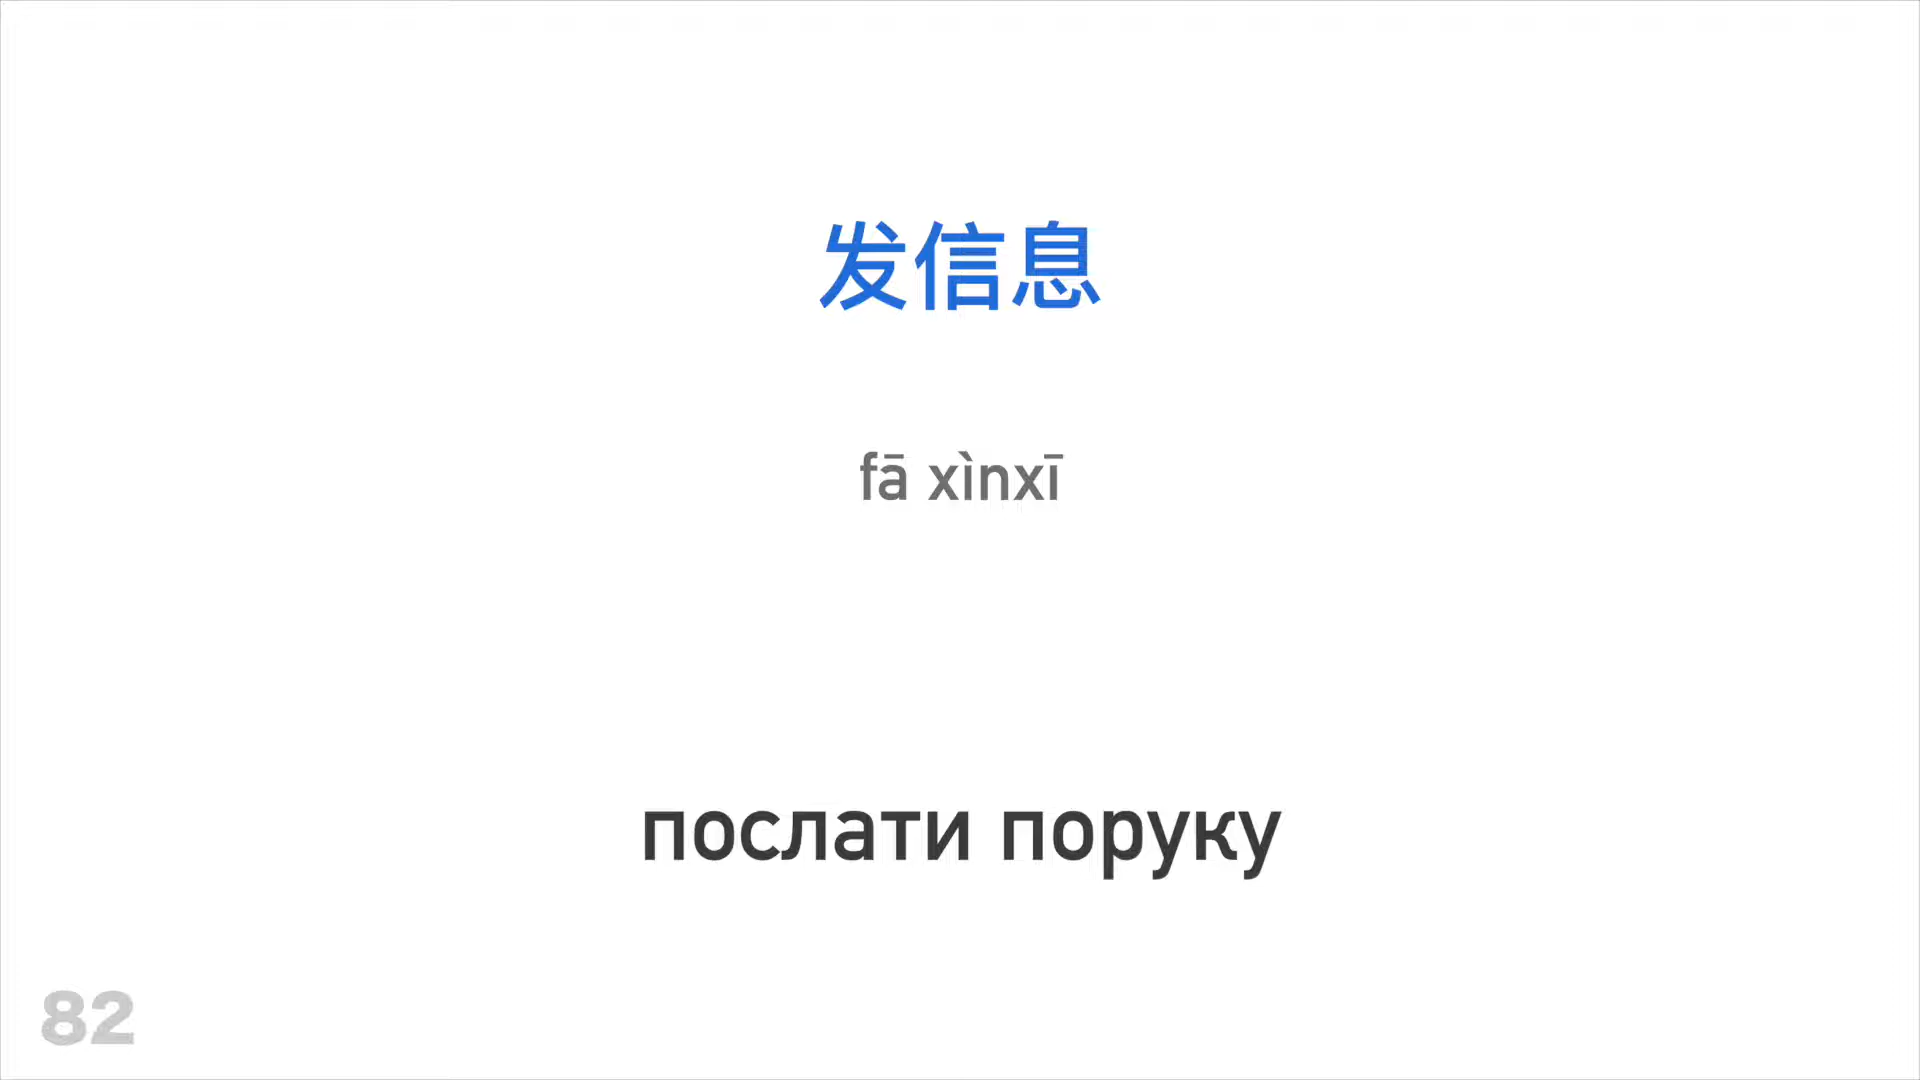 发信息
fā xìnxī
послати поруку
82